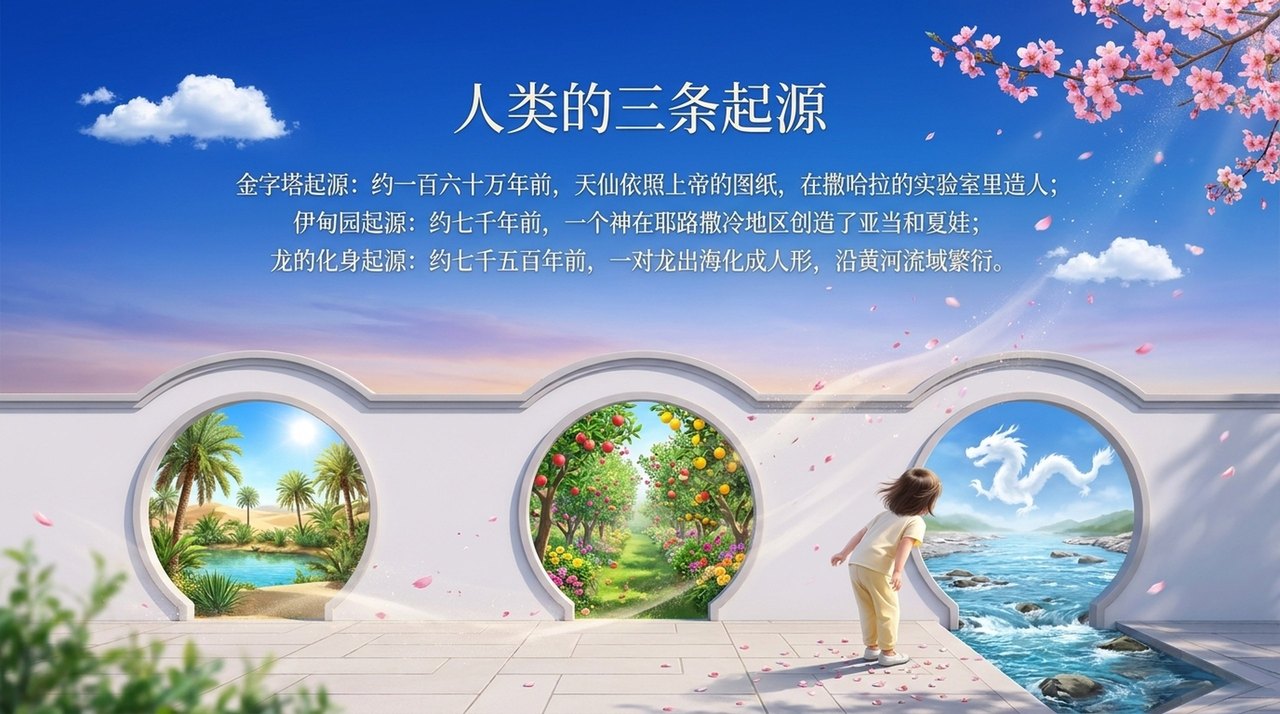 人类的三条起源
金字塔起源：约一百六十万年前，天仙依照上帝的图纸，在撒哈拉的实验室里造人；
伊甸园起源：约七千年前，一个神在耶路撒冷地区创造了亚当和夏娃；
龙的化身起源：约七千五百年前，一对龙出海化成人形，沿黄河流域繁衍。